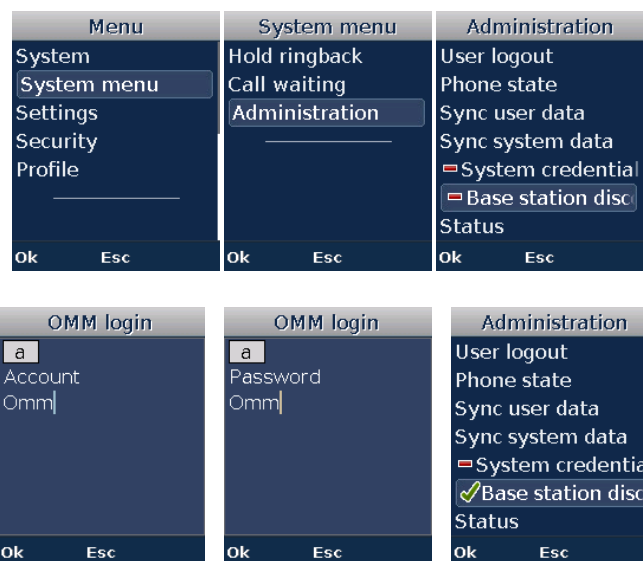 Menu
System
System menu
Settings
Security
Profile
Ok Esc
System menu
Hold ringback
Call waiting
Administration
Ok Esc
Administration
User logout
Phone state
Sync user data
Sync system data
System credential
Base station disc
Status
Ok Esc
OMM login
a
Account
Omm
Ok Esc
OMM login
a
Password
Omm
Ok Esc
Administration
User logout
Phone state
Sync user data
Sync system data
System credentia
Base station disc
Status
Ok Esc